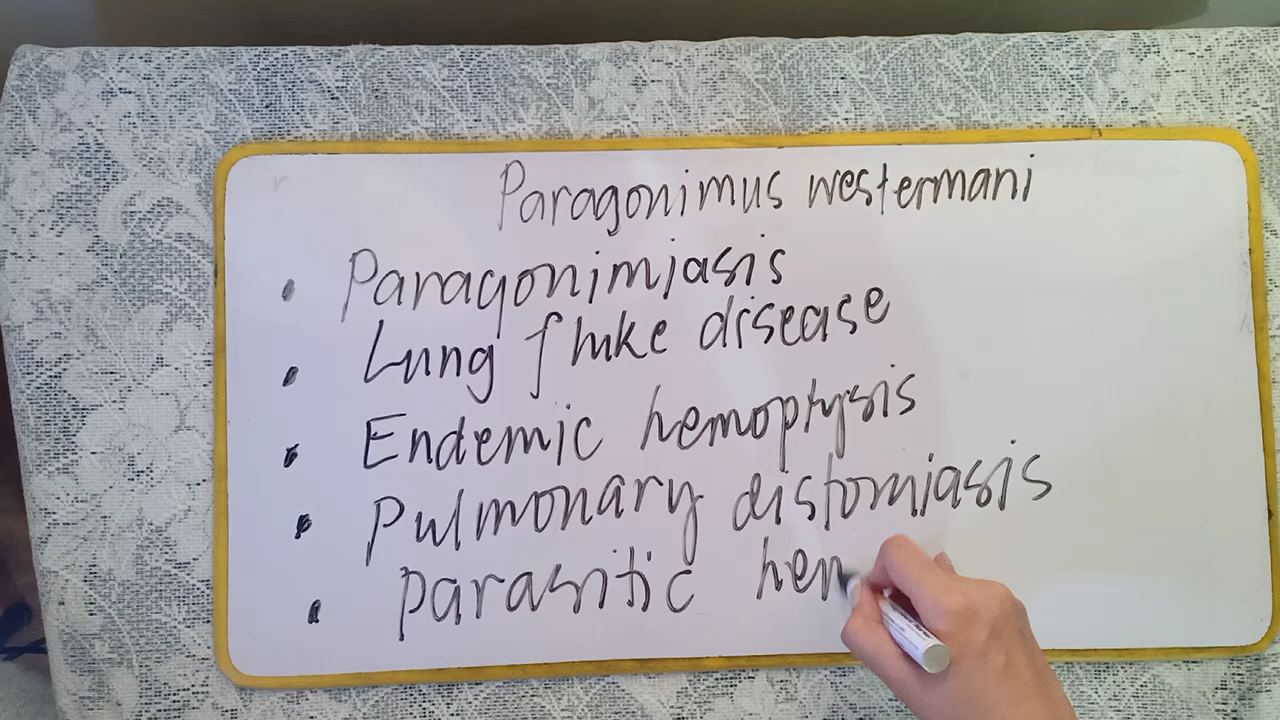 Paragonimus westermani
• Paragonimiasis
• Lung fluke disease
• Endemic hemoptysis
• Pulmonary distomiasis
• Parasitic hem